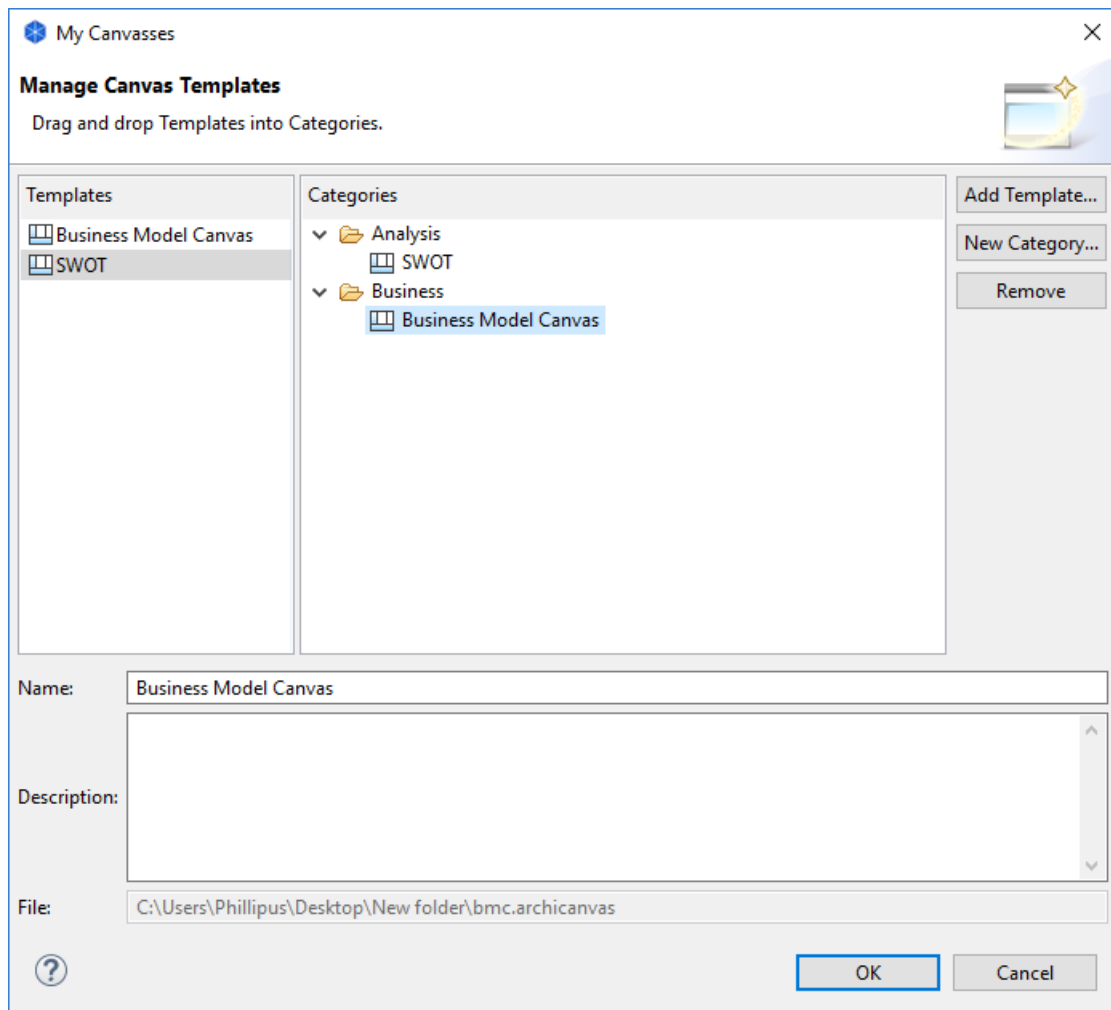 My Canvasses
Manage Canvas Templates
Drag and drop Templates into Categories.
Templates
Business Model Canvas
SWOT
Categories
Analysis
SWOT
Business
Business Model Canvas
Add Template...
New Category...
Remove
Name: Business Model Canvas
Description:
File: C:\Users\Phillipus\Desktop\New folder\bmc.archicanvas
?
OK Cancel